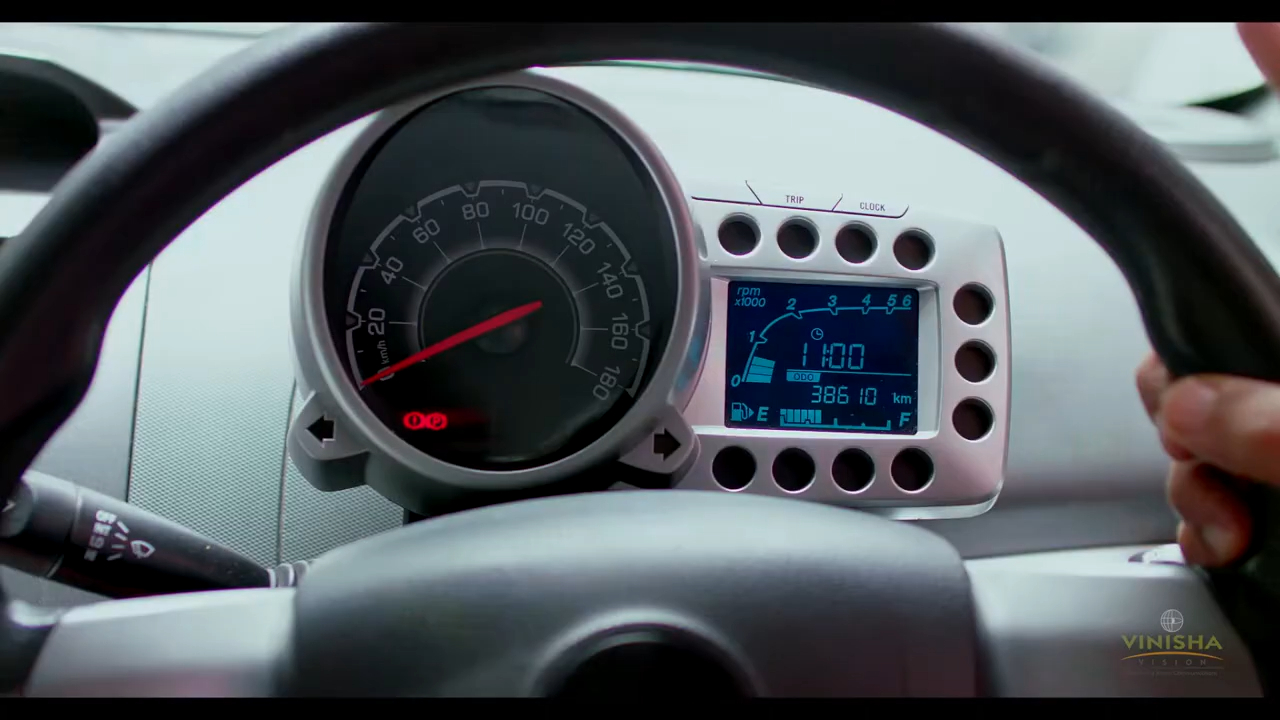 20
40
60
80
100
120
140
160
180
km/h
TRIP
CLOCK
rpm
x1000
0 1 2 3 4 5 6
11:00
ODO
38610 km
E F
VINISHA
VISION